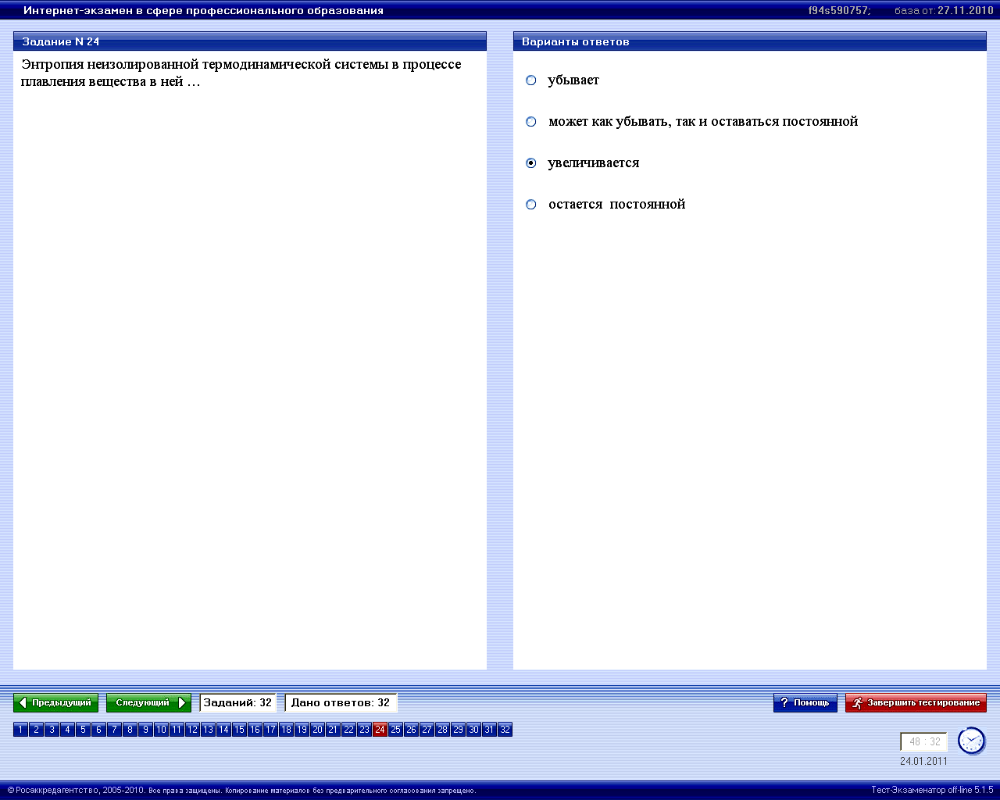 Интернет-экзамен в сфере профессионального образования
f94s590757; база от: 27.11.2010
Задание N 24
Энтропия неизолированной термодинамической системы в процессе
плавления вещества в ней …
Варианты ответов
убывает
может как убывать, так и оставаться постоянной
увеличивается
остается постоянной
Предыдущий Следующий Заданий: 32 Дано ответов: 32 ? Помощь Завершить тестирование
1 2 3 4 5 6 7 8 9 10 11 12 13 14 15 16 17 18 19 20 21 22 23 24 25 26 27 28 29 30 31 32
48 : 32
24.01.2011
© Росаккредагентство, 2005-2010. Все права защищены. Копирование материалов без предварительного согласования запрещено. Тест-Экзаменатор off-line 5.1.5